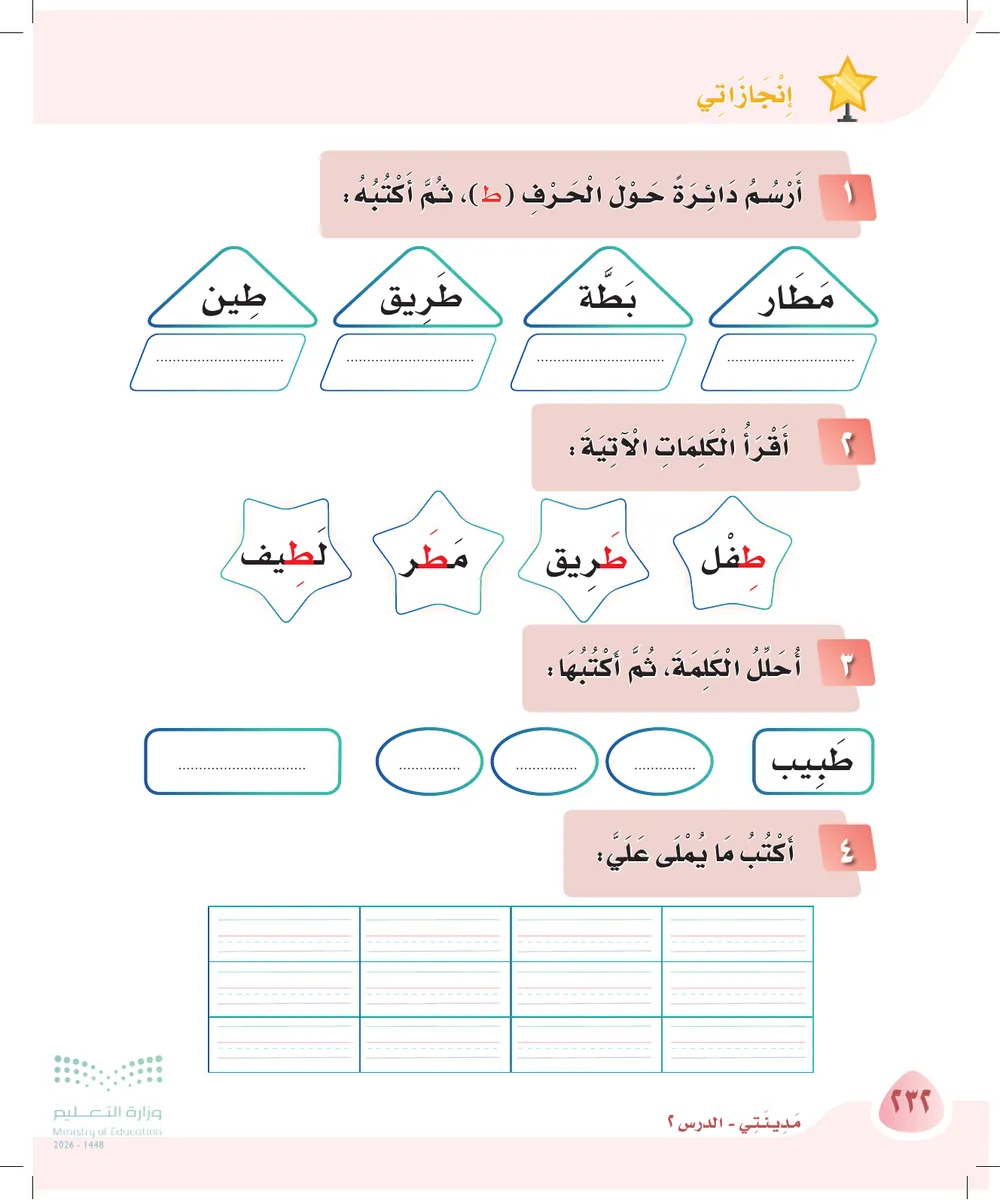 إِنْجَازَاتِي
١ أَرْسُمُ دَائِرَةً حَوْلَ الْحَرْفِ (ط)، ثُمَّ أَكْتُبُهُ:
مَطَار بَطَّة طَرِيق طِين
٢ أَقْرَأُ الْكَلِمَاتِ الْآتِيَةَ:
طِفْل طَرِيق مَطَر لَطِيف
٣ أُحَلِّلُ الْكَلِمَةَ، ثُمَّ أَكْتُبُهَا:
طَبِيب
٤ أَكْتُبُ مَا يُمْلَى عَلَيَّ:
٢٣٢
مَدِينَتِي - الدرس ٢
وزارة التعـليم
Ministry of Education
2026 - 1448